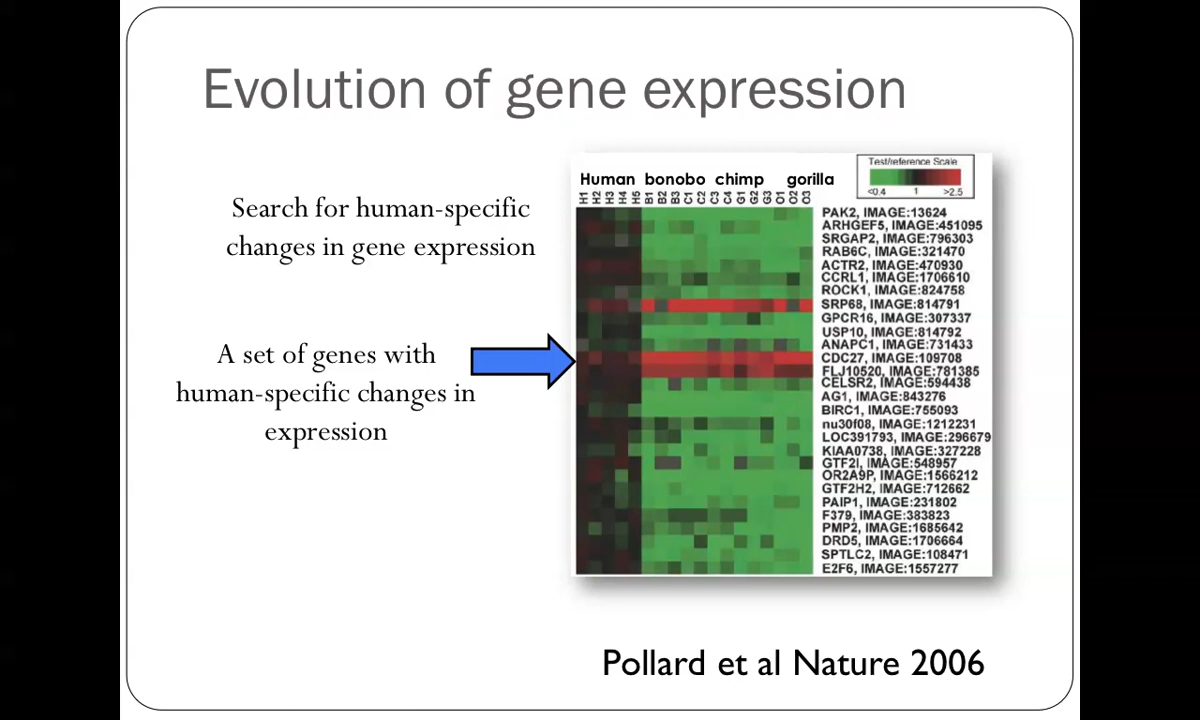 Evolution of gene expression
Search for human-specific
changes in gene expression
A set of genes with
human-specific changes in
expression
Test/reference Scale
<0.4 1 >2.5
Human bonobo chimp gorilla
H1 H2 H3 H4 H5 B1 B2 B3 C1 C2 C3 C4 G1 G2 G3 O1 O2 O3
PAK2, IMAGE:13624
ARHGEF5, IMAGE:451095
SRGAP2, IMAGE:796303
RAB6C, IMAGE:321470
ACTR2, IMAGE:470930
CCRL1, IMAGE:1706610
ROCK1, IMAGE:824758
SRP68, IMAGE:814791
GPCR16, IMAGE:307337
USP10, IMAGE:814792
ANAPC1, IMAGE:731433
CDC27, IMAGE:109708
FLJ10520, IMAGE:781385
CELSR2, IMAGE:594438
AG1, IMAGE:843276
BIRC1, IMAGE:755093
nu30f08, IMAGE:1212231
LOC391793, IMAGE:296679
KIAA0738, IMAGE:327228
GTF2I, IMAGE:548957
OR2A9P, IMAGE:1566212
GTF2H2, IMAGE:712662
PAIP1, IMAGE:231802
F379, IMAGE:383823
PMP2, IMAGE:1685642
DRD5, IMAGE:1706664
SPTLC2, IMAGE:108471
E2F6, IMAGE:1557277
Pollard et al Nature 2006